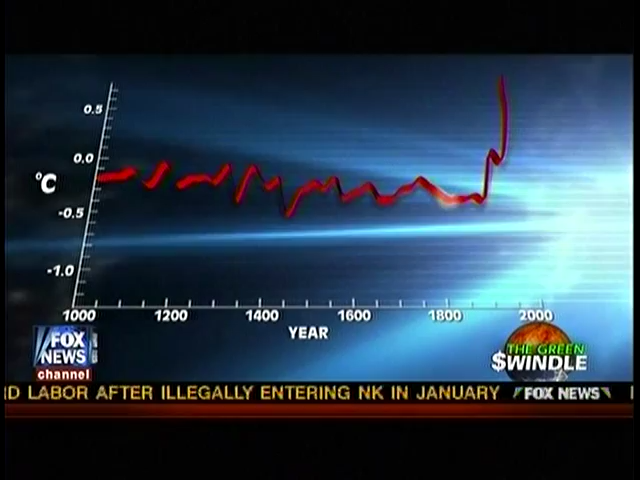 0.5
0.0
°C
-0.5
-1.0
1000 1200 1400 1600 1800 2000
YEAR
FOX
NEWS
channel
THE GREEN
$WINDLE
D LABOR AFTER ILLEGALLY ENTERING NK IN JANUARY
FOX NEWS